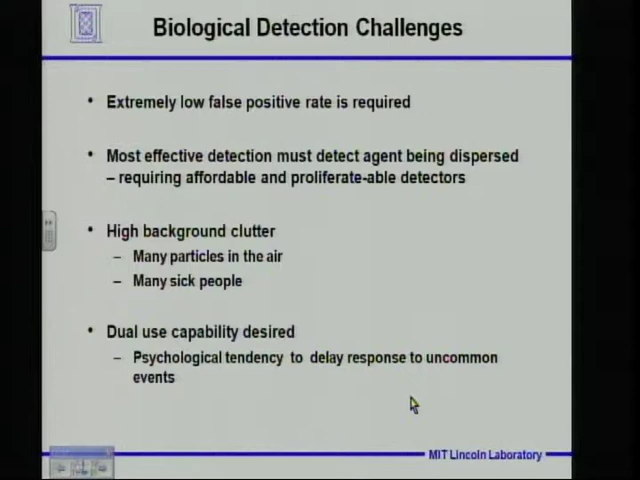 Biological Detection Challenges
• Extremely low false positive rate is required
• Most effective detection must detect agent being dispersed
– requiring affordable and proliferate-able detectors
• High background clutter
– Many particles in the air
– Many sick people
• Dual use capability desired
– Psychological tendency to delay response to uncommon
events
MIT Lincoln Laboratory